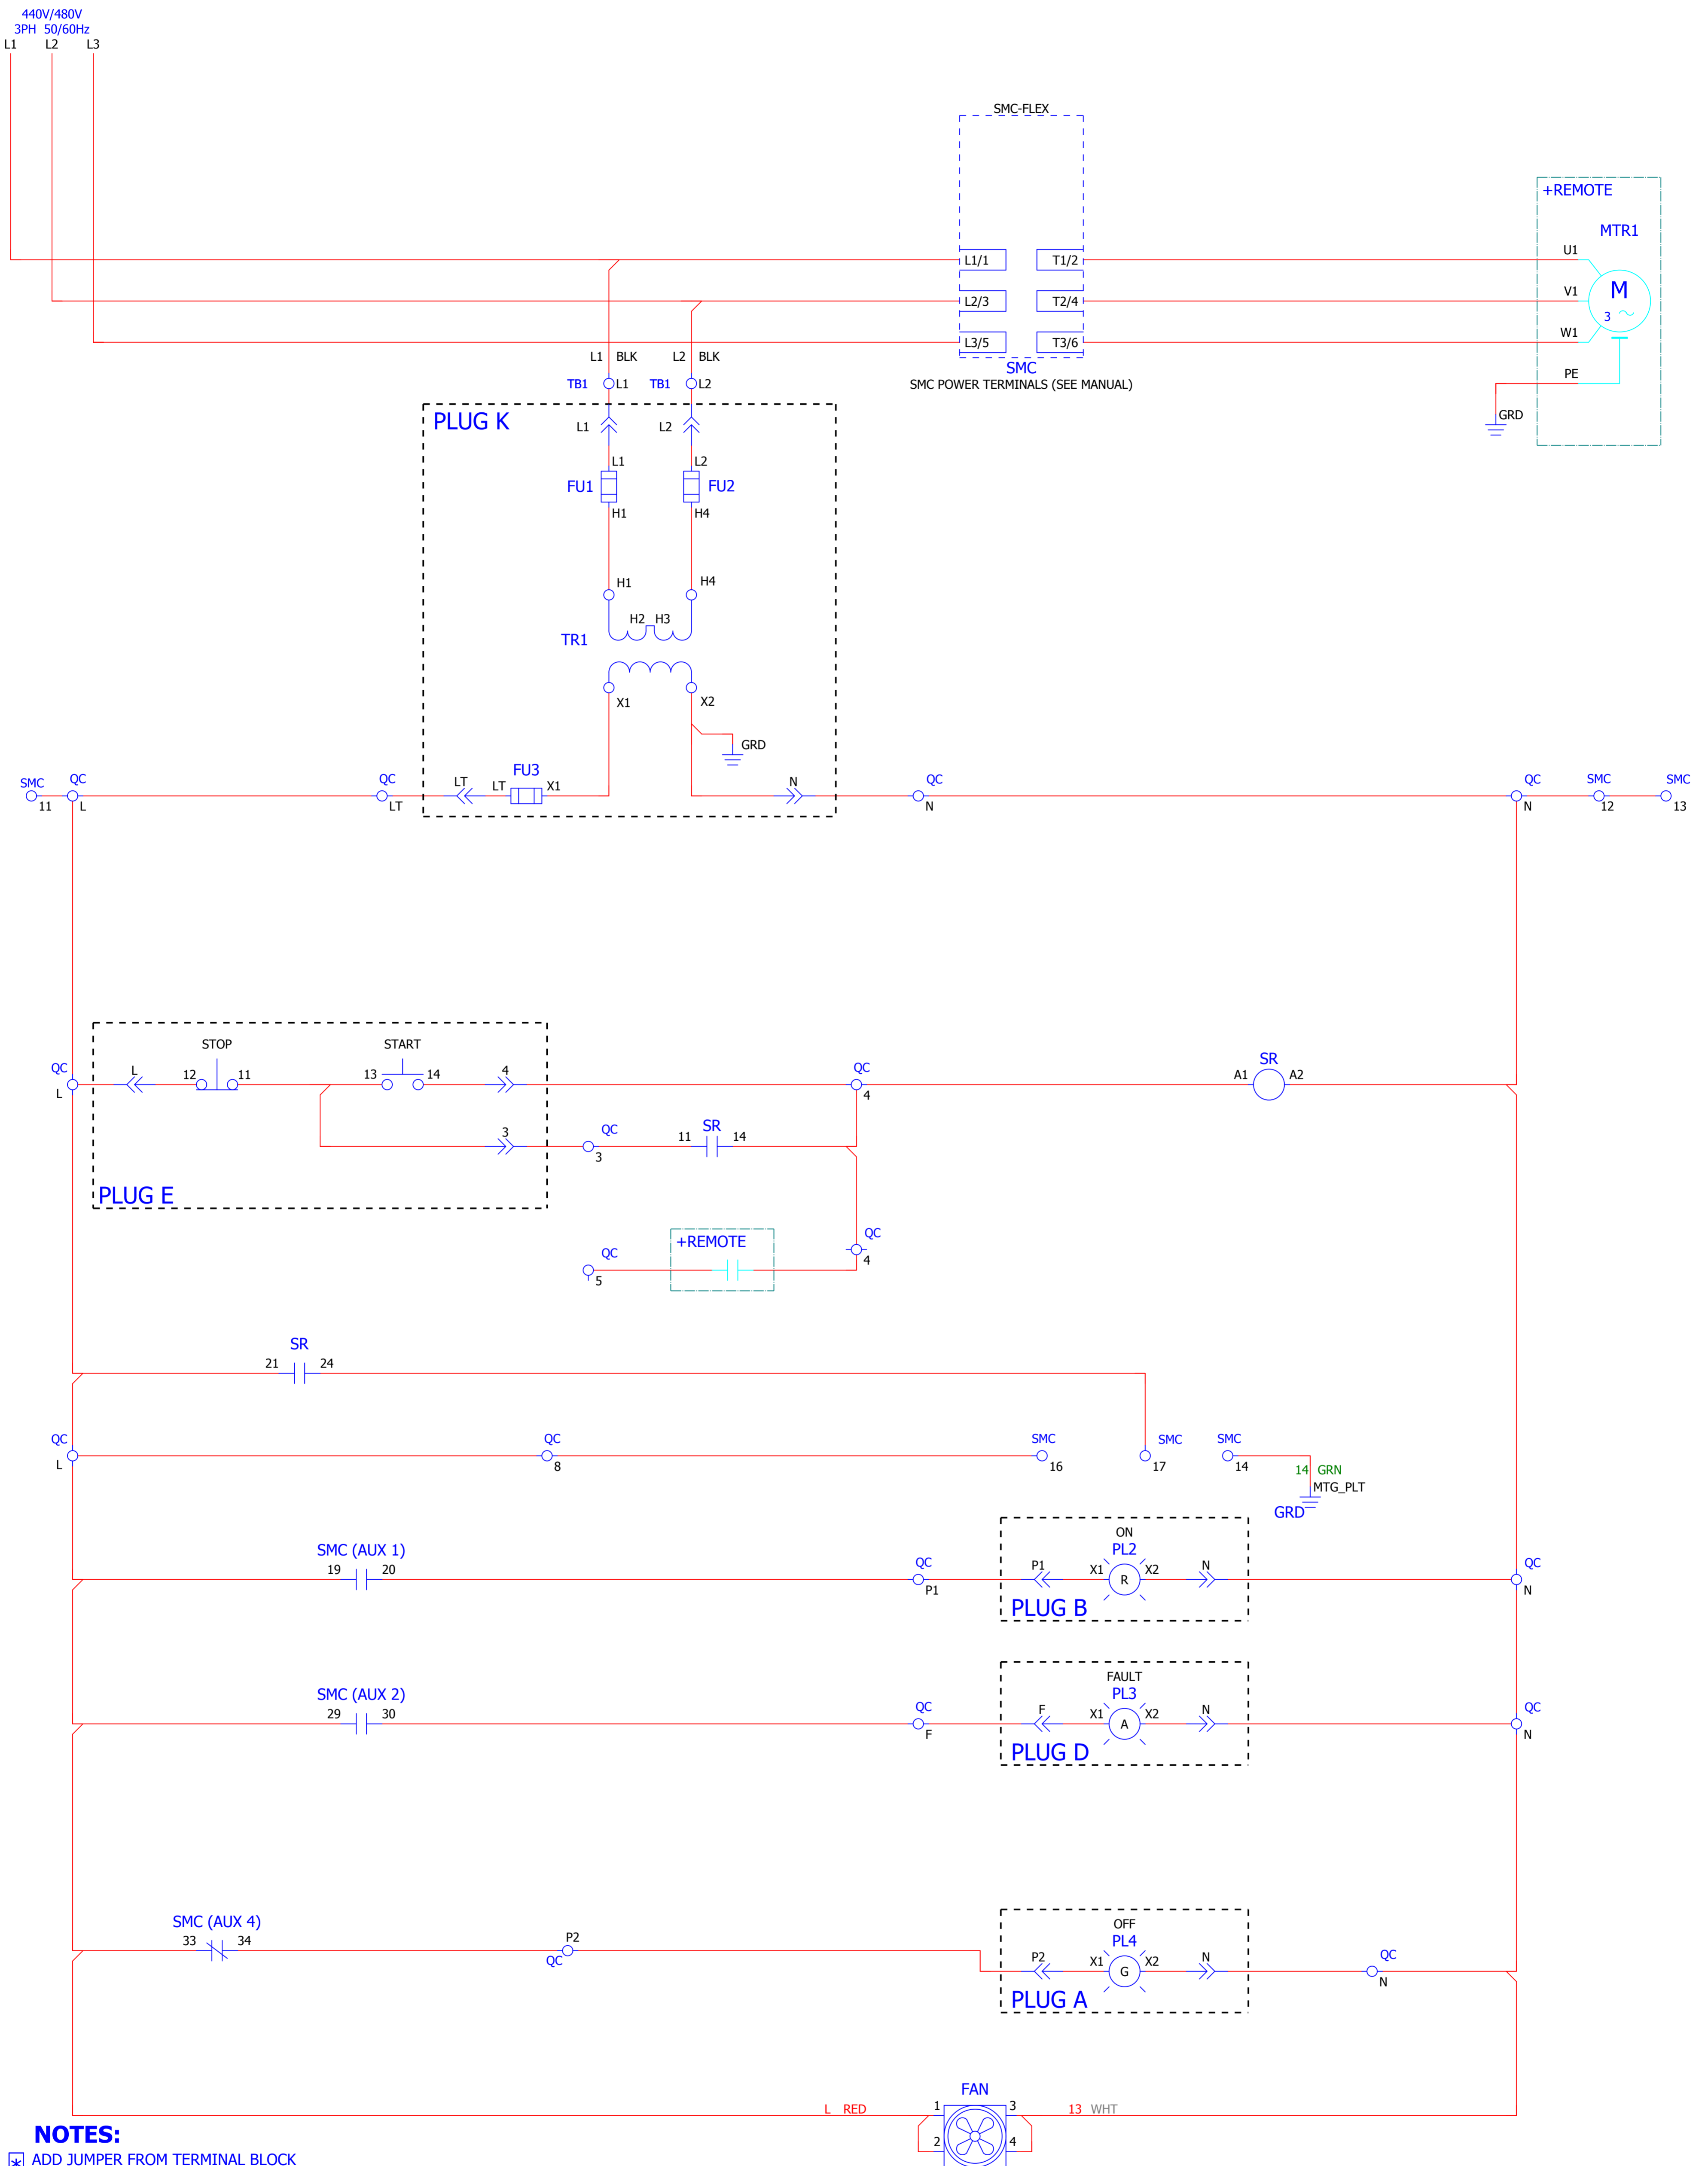 440V/480V
3PH 50/60Hz
L1 L2 L3
SMC-FLEX
+REMOTE
MTR1
L1/1 T1/2 U1
L2/3 T2/4 V1
M
3
L3/5 T3/6 W1
L1 BLK L2 BLK
SMC
PE
TB1 L1 TB1 L2
SMC POWER TERMINALS (SEE MANUAL)
GRD
PLUG K
L1 L2
L1 L2
FU1 FU2
H1 H4
H1 H4
H2 H3
TR1
X1 X2
GRD
SMC QC QC LT LT FU3 X1 N QC QC SMC SMC
11 L LT N N 12 13
STOP START
QC L 12 11 13 14 4 QC SR
L 4 A1 A2
3 QC 11 SR 14
3
PLUG E
+REMOTE
QC QC
5 4
SR
21 24
QC QC SMC SMC SMC
L 8 16 17 14
14 GRN
MTG_PLT
GRD
ON
SMC (AUX 1) PL2
19 20 QC P1 X1 R X2 N QC
P1 N
PLUG B
FAULT
SMC (AUX 2) PL3
29 30 QC F X1 A X2 N QC
F N
PLUG D
OFF
SMC (AUX 4) PL4
33 34 P2 P2 X1 G X2 N QC
QC N
PLUG A
FAN
L RED 1 3 13 WHT
2 4
NOTES:
* ADD JUMPER FROM TERMINAL BLOCK